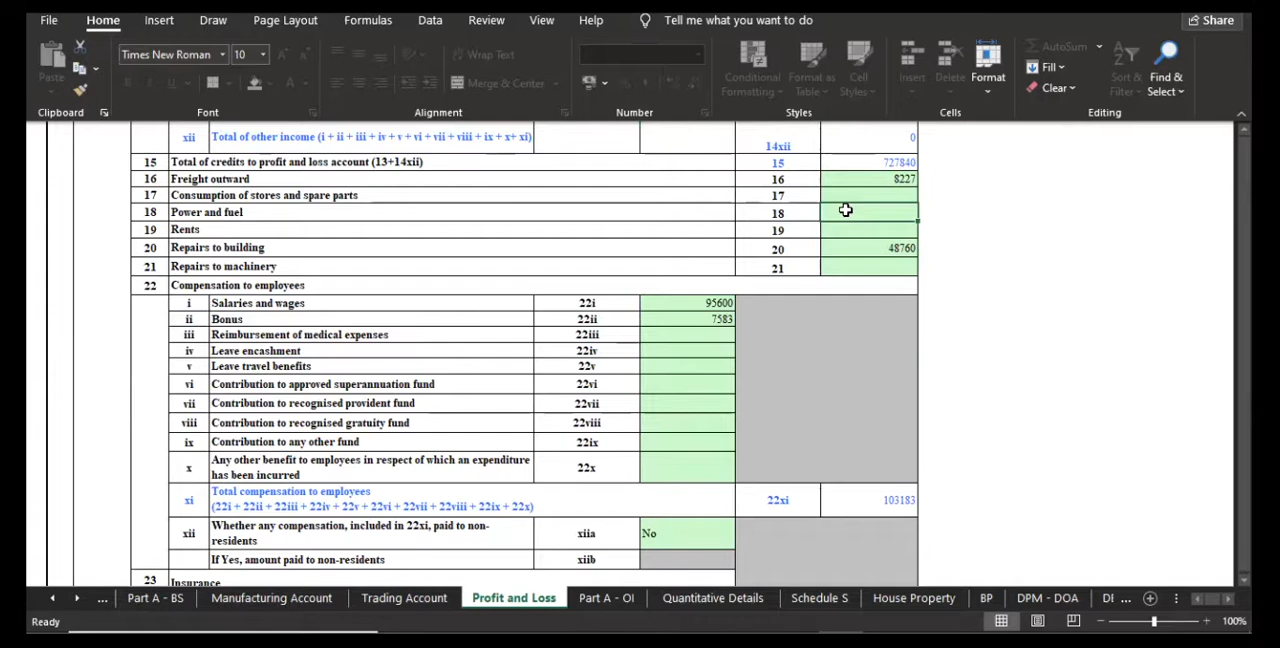 File Home Insert Draw Page Layout Formulas Data Review View Help Tell me what you want to do Share
Paste Times New Roman 10 Wrap Text Merge & Center Conditional Formatting Format as Table Cell Styles Insert Delete Format AutoSum Fill Clear Sort & Filter Find & Select
Clipboard Font Alignment Number Styles Cells Editing
xii Total of other income (i + ii + iii + iv + v + vi + vii + viii + ix + x+ xi) 14xii 0
15 Total of credits to profit and loss account (13+14xii) 15 727840
16 Freight outward 16 8227
17 Consumption of stores and spare parts 17
18 Power and fuel 18
19 Rents 19
20 Repairs to building 20 48760
21 Repairs to machinery 21
22 Compensation to employees
i Salaries and wages 22i 95600
ii Bonus 22ii 7583
iii Reimbursement of medical expenses 22iii
iv Leave encashment 22iv
v Leave travel benefits 22v
vi Contribution to approved superannuation fund 22vi
vii Contribution to recognised provident fund 22vii
viii Contribution to recognised gratuity fund 22viii
ix Contribution to any other fund 22ix
x Any other benefit to employees in respect of which an expenditure has been incurred 22x
xi Total compensation to employees
(22i + 22ii + 22iii + 22iv + 22v + 22vi + 22vii + 22viii + 22ix + 22x) 22xi 103183
xii Whether any compensation, included in 22xi, paid to non-residents xiia No
If Yes, amount paid to non-residents xiib
23 Insurance
... Part A - BS Manufacturing Account Trading Account Profit and Loss Part A - OI Quantitative Details Schedule S House Property BP DPM - DOA ...
Ready 100%